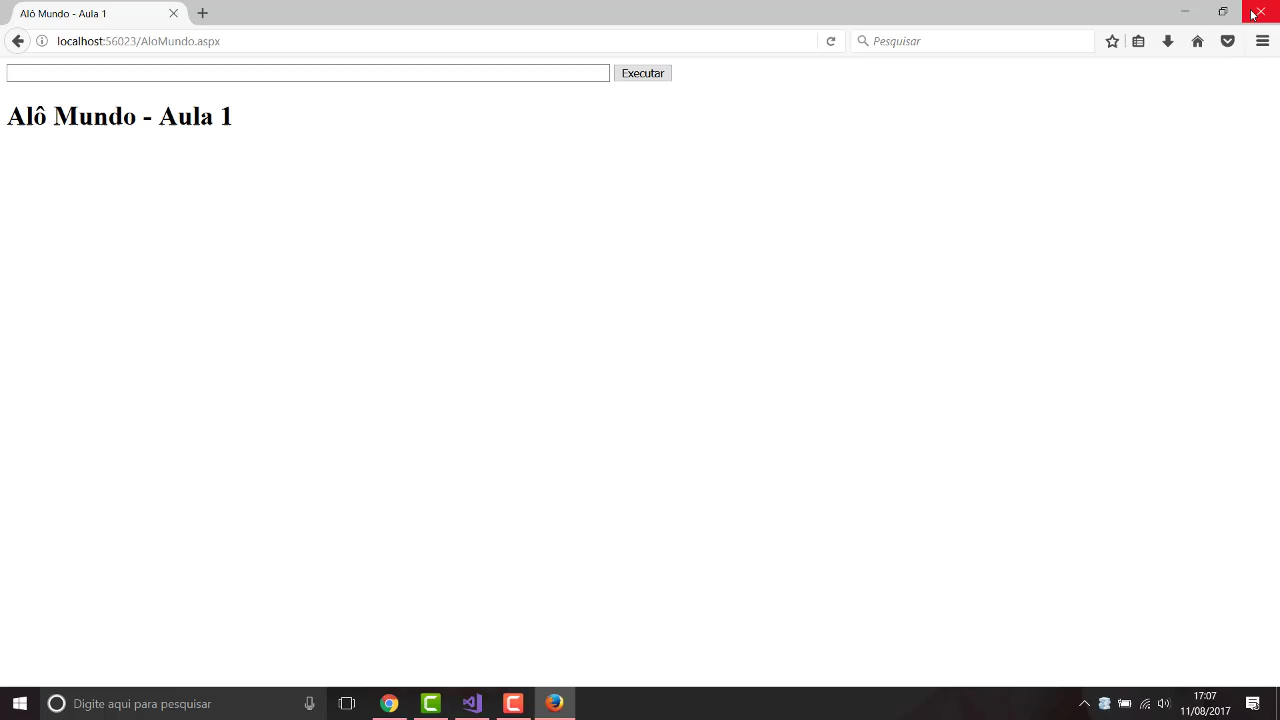 Alô Mundo - Aula 1
localhost:56023/AloMundo.aspx
Pesquisar
Executar
Alô Mundo - Aula 1
Digite aqui para pesquisar
17:07
11/08/2017